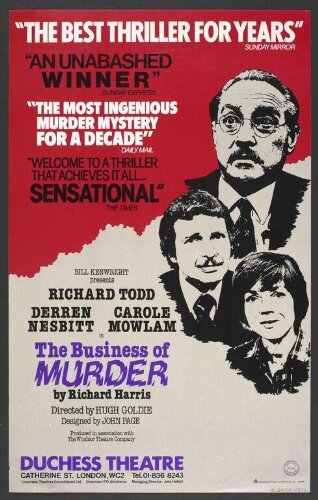 "THE BEST THRILLER FOR YEARS"
SUNDAY MIRROR
"AN UNABASHED
WINNER"
SUNDAY EXPRESS
"THE MOST INGENIOUS
MURDER MYSTERY
FOR A DECADE"
DAILY MAIL
"WELCOME TO A THRILLER
THAT ACHIEVES IT ALL...
SENSATIONAL"
THE TIMES
BILL KENWRIGHT
presents
RICHARD TODD
DERREN CAROLE
NESBITT MOWLAM
in
The Business of
MURDER
by Richard Harris
Directed by HUGH GOLDIE
Designed by JOHN PAGE
Produced in association with
The Windsor Theatre Company
DUCHESS THEATRE
CATHERINE ST. LONDON, WC2 Tel. 01-836 8243